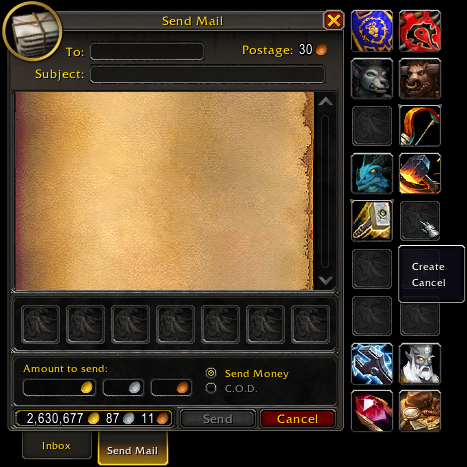 Send Mail
To:
Postage: 30
Subject:
Create
Cancel
Amount to send:
Send Money
C.O.D.
2,630,677 87 11
Send
Cancel
Inbox
Send Mail